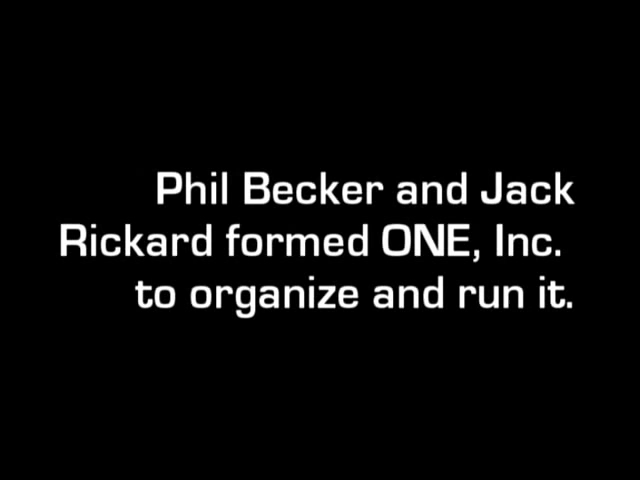 Phil Becker and Jack
Rickard formed ONE, Inc.
to organize and run it.